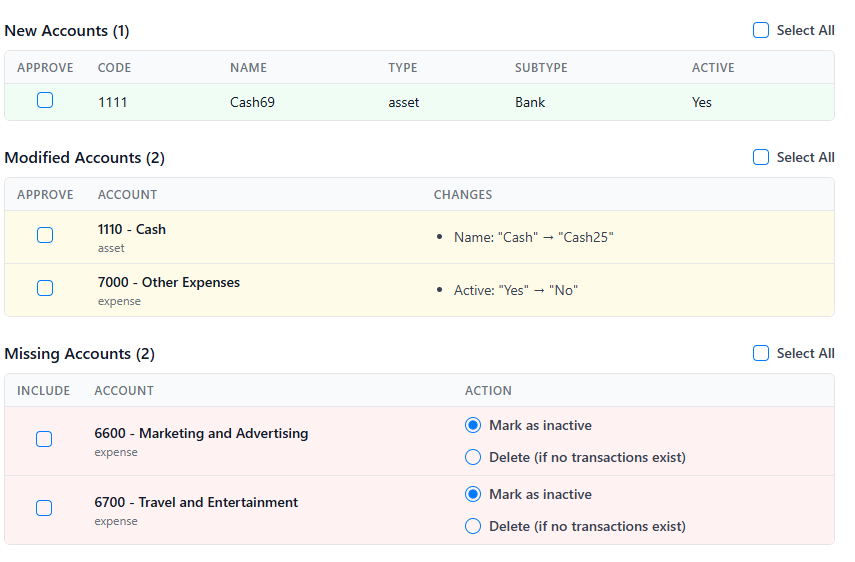 New Accounts (1) Select All
APPROVE CODE NAME TYPE SUBTYPE ACTIVE
1111 Cash69 asset Bank Yes
Modified Accounts (2) Select All
APPROVE ACCOUNT CHANGES
1110 - Cash
asset
• Name: "Cash" → "Cash25"
7000 - Other Expenses
expense
• Active: "Yes" → "No"
Missing Accounts (2) Select All
INCLUDE ACCOUNT ACTION
6600 - Marketing and Advertising
expense
Mark as inactive
Delete (if no transactions exist)
6700 - Travel and Entertainment
expense
Mark as inactive
Delete (if no transactions exist)